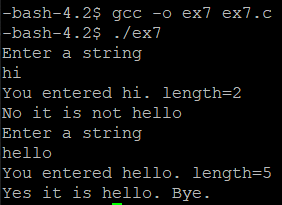 -bash-4.2$ gcc -o ex7 ex7.c
-bash-4.2$ ./ex7
Enter a string
hi
You entered hi. length=2
No it is not hello
Enter a string
hello
You entered hello. length=5
Yes it is hello. Bye.